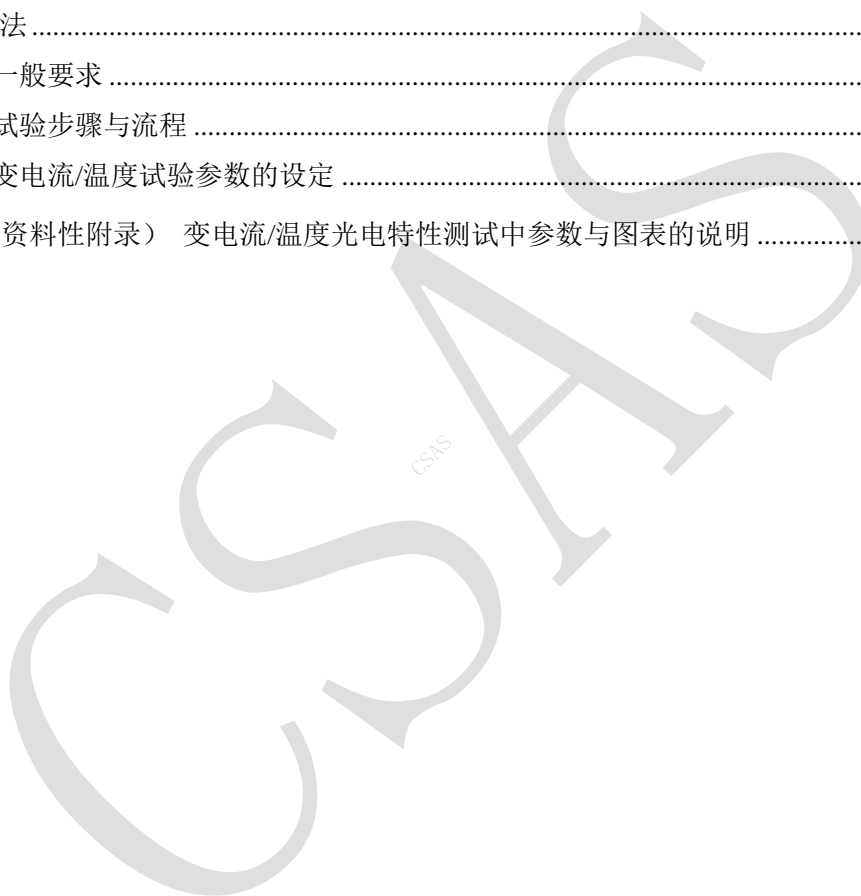 法 ................................................................
一般要求 ................................................................
试验步骤与流程 ................................................................
变电流/温度试验参数的设定 ................................................................
资料性附录） 变电流/温度光电特性测试中参数与图表的说明 ................
CSAS
CSAS